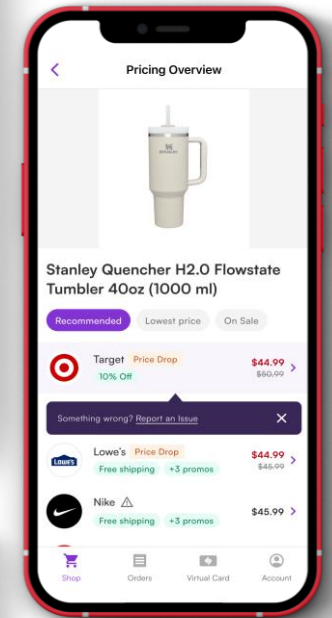 Pricing Overview
STANLEY
Stanley Quencher H2.0 Flowstate
Tumbler 40oz (1000 ml)
Recommended Lowest price On Sale
Target Price Drop $44.99
10% Off $50.99
Something wrong? Report an Issue
Lowe's Price Drop $44.99
LOWE'S Free shipping +3 promos $45.99
Nike $45.99
Free shipping +3 promos
Shop Orders Virtual Card Account